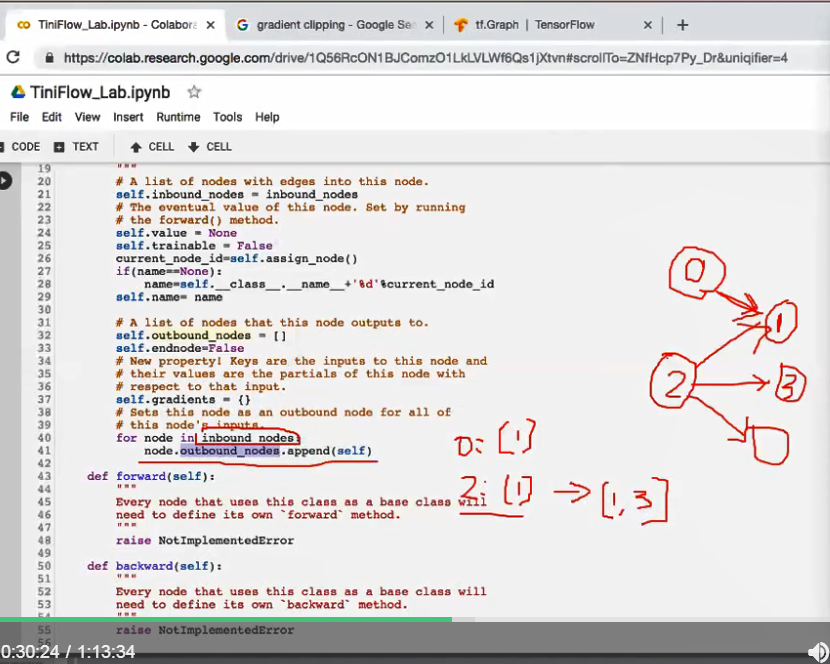 TiniFlow_Lab.ipynb - Colabora
gradient clipping - Google Sea
tf.Graph | TensorFlow
https://colab.research.google.com/drive/1Q56RcON1BJComzO1LkLVLWf6Qs1jXtvn#scrollTo=ZNfHcp7Py_Dr&uniqifier=4
TiniFlow_Lab.ipynb
File Edit View Insert Runtime Tools Help
CODE TEXT CELL CELL
19 """
20 # A list of nodes with edges into this node.
21 self.inbound_nodes = inbound_nodes
22 # The eventual value of this node. Set by running
23 # the forward() method.
24 self.value = None
25 self.trainable = False
26 current_node_id=self.assign_node()
27 if(name==None):
28 name=self.__class__.__name__+'%d'%current_node_id
29 self.name= name
30
31 # A list of nodes that this node outputs to.
32 self.outbound_nodes = []
33 self.endnode=False
34 # New property! Keys are the inputs to this node and
35 # their values are the partials of this node with
36 # respect to that input.
37 self.gradients = {}
38 # Sets this node as an outbound node for all of
39 # this node's inputs.
40 for node in inbound_nodes:
41 node.outbound_nodes.append(self)
42
43 def forward(self):
44 """
45 Every node that uses this class as a base class will
46 need to define its own `forward` method.
47 """
48 raise NotImplementedError
49
50 def backward(self):
51 """
52 Every node that uses this class as a base class will
53 need to define its own `backward` method.
54 """
55 raise NotImplementedError
56
0
1
2
3
0: [1]
2: [1] → [1, 3]
0:30:24 / 1:13:34